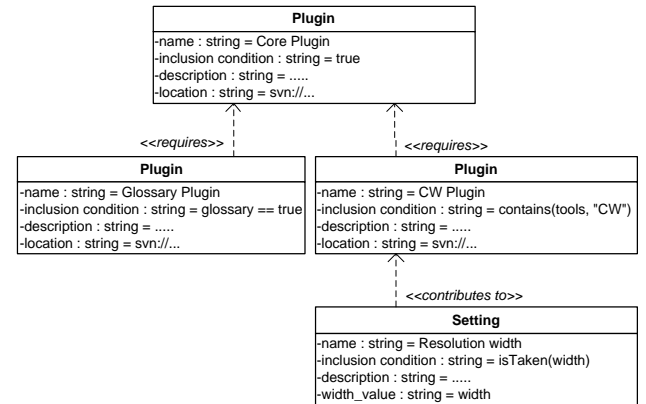 Plugin
-name : string = Core Plugin
-inclusion condition : string = true
-description : string = .....
-location : string = svn://...
<<requires>>
<<requires>>
Plugin
-name : string = Glossary Plugin
-inclusion condition : string = glossary == true
-description : string = .....
-location : string = svn://...
Plugin
-name : string = CW Plugin
-inclusion condition : string = contains(tools, "CW")
-description : string = .....
-location : string = svn://...
<<contributes to>>
Setting
-name : string = Resolution width
-inclusion condition : string = isTaken(width)
-description : string = .....
-width_value : string = width